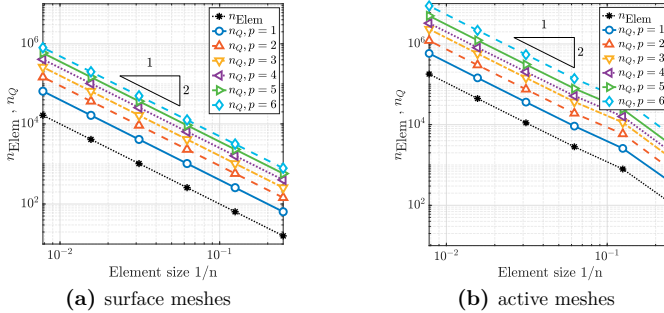 n_Elem
n_Q, p = 1
n_Q, p = 2
n_Q, p = 3
n_Q, p = 4
n_Q, p = 5
n_Q, p = 6
1
2
10^6
10^4
10^2
n_Elem , n_Q
10^-2
10^-1
Element size 1/n
(a) surface meshes
n_Elem
n_Q, p = 1
n_Q, p = 2
n_Q, p = 3
n_Q, p = 4
n_Q, p = 5
n_Q, p = 6
1
2
10^6
10^4
10^2
n_Elem , n_Q
10^-2
10^-1
Element size 1/n
(b) active meshes